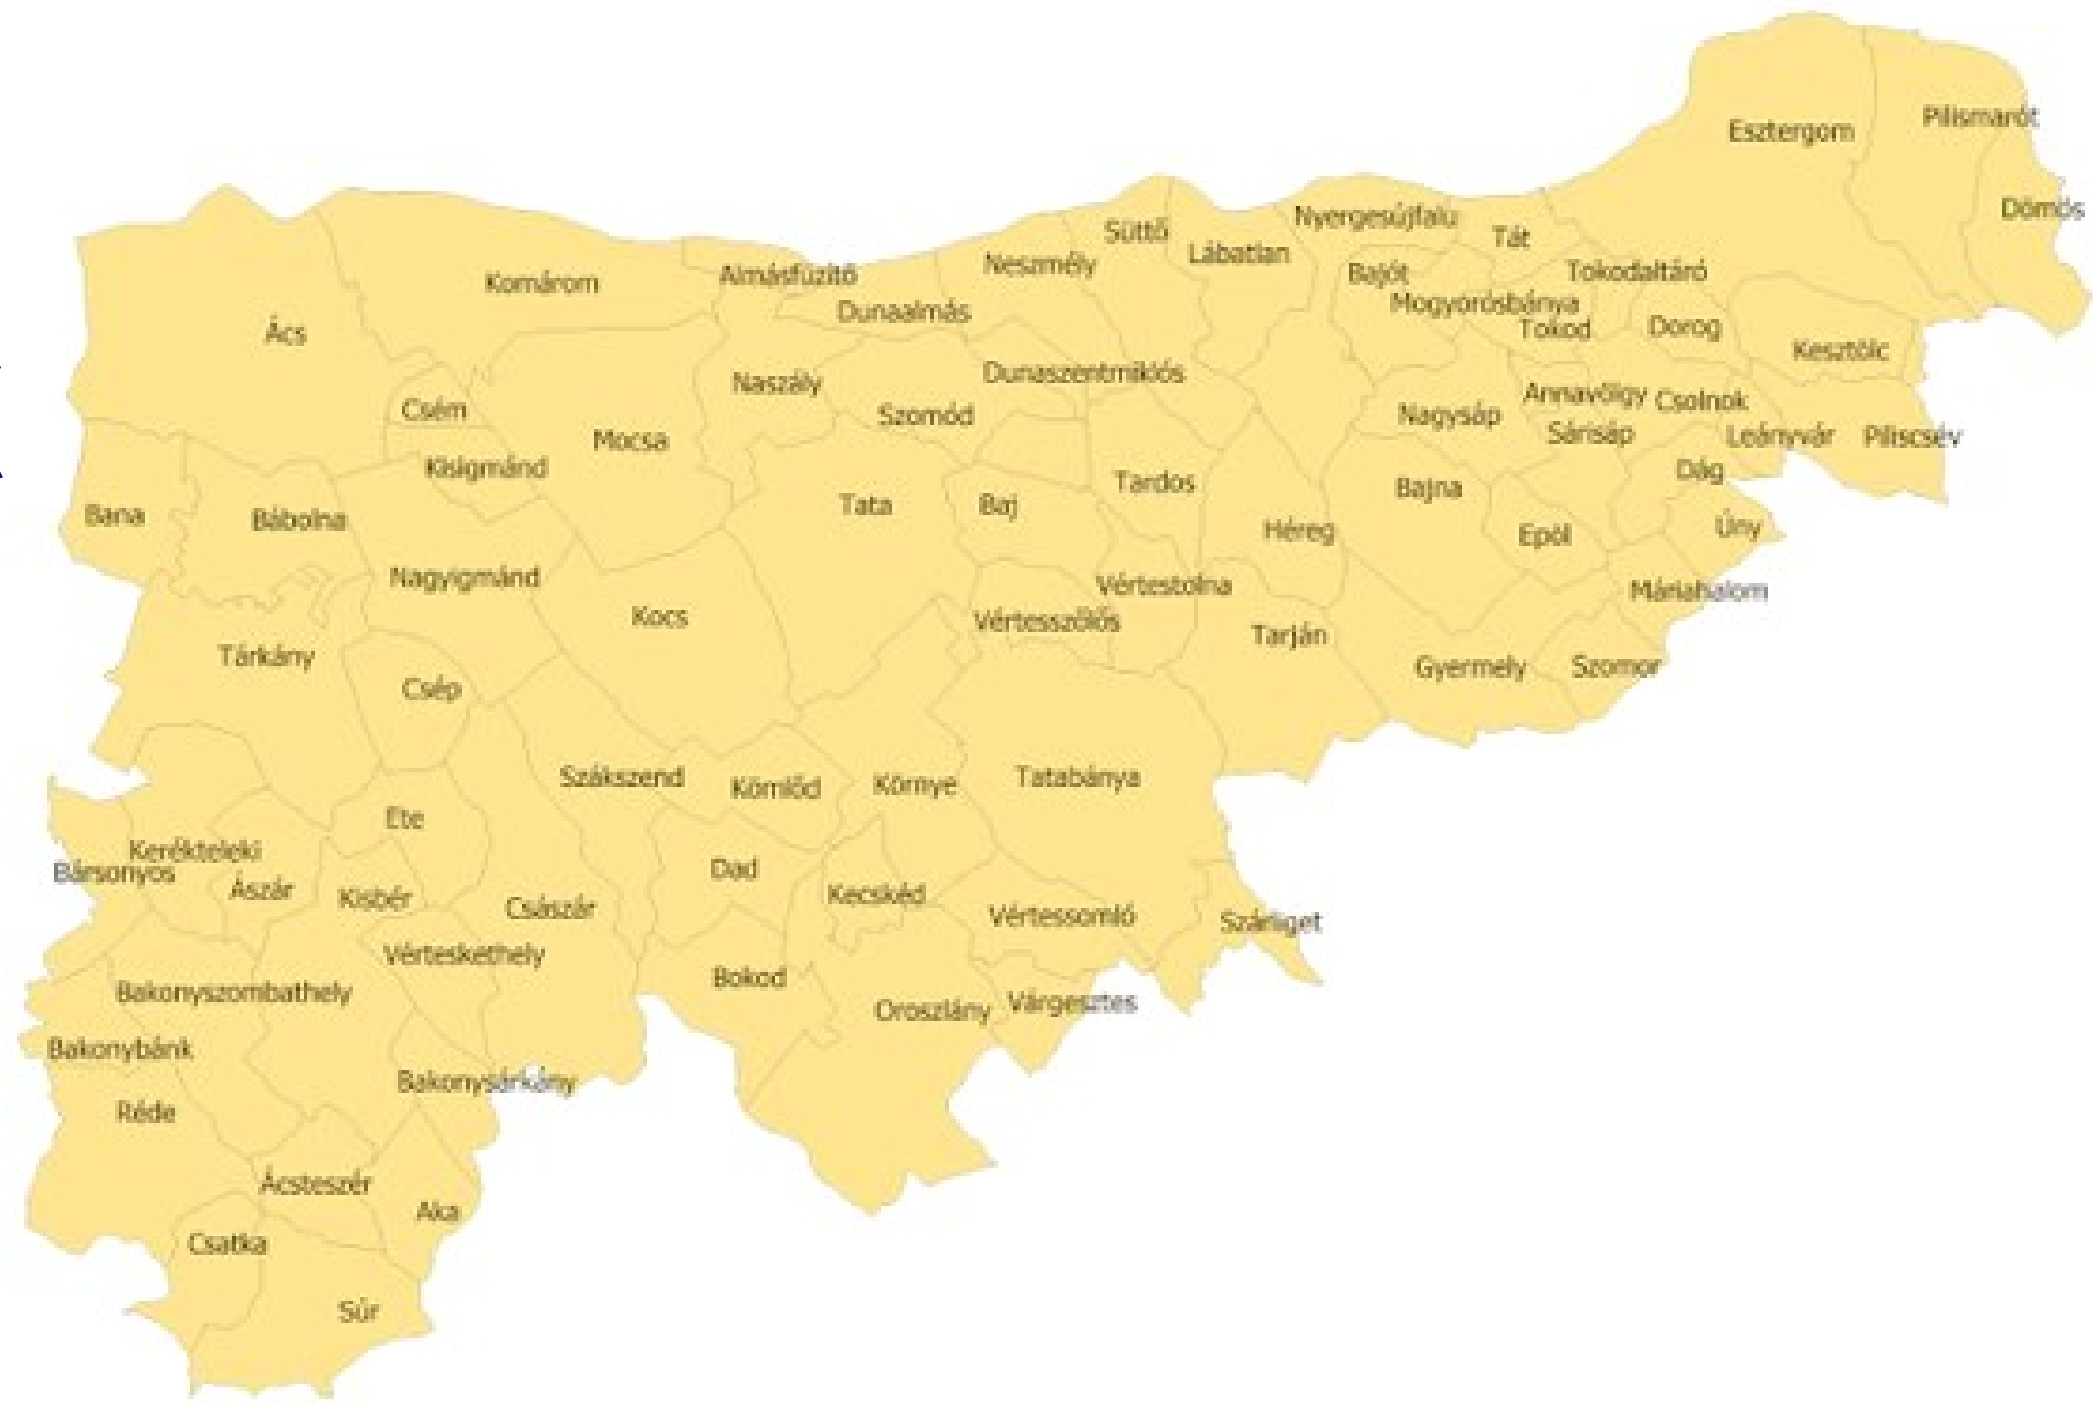 Pilismarót
Esztergom
Dömös
Nyergesújfalu
Süttő
Tát
Lábatlan
Neszmély
Tokodaltáró
Bajót
Almásfüzitő
Komárom
Mogyorósbánya
Dunaalmás
Dorog
Tokod
Ács
Kesztölc
Dunaszentmiklós
Naszály
Annavölgy
Csolnok
Csém
Nagysáp
Szomód
Sárisáp
Leányvár
Piliscsév
Mocsa
Kisigmánd
Dág
Tardos
Bajna
Tata
Baj
Bana
Bábolna
Úny
Héreg
Epöl
Nagyigmánd
Vértestolna
Máriahalom
Kocs
Vértesszőlős
Tarján
Tárkány
Gyermely
Szomor
Csép
Szákszend
Tatabánya
Környe
Kömlőd
Ete
Kerékteleki
Dad
Bársonyos
Ászár
Kisbér
Kecskéd
Császár
Vértessomló
Szárliget
Vérteskethely
Bokod
Bakonyszombathely
Várgesztes
Oroszlány
Bakonybánk
Bakonysárkány
Réde
Ácsteszér
Aka
Csatka
Súr